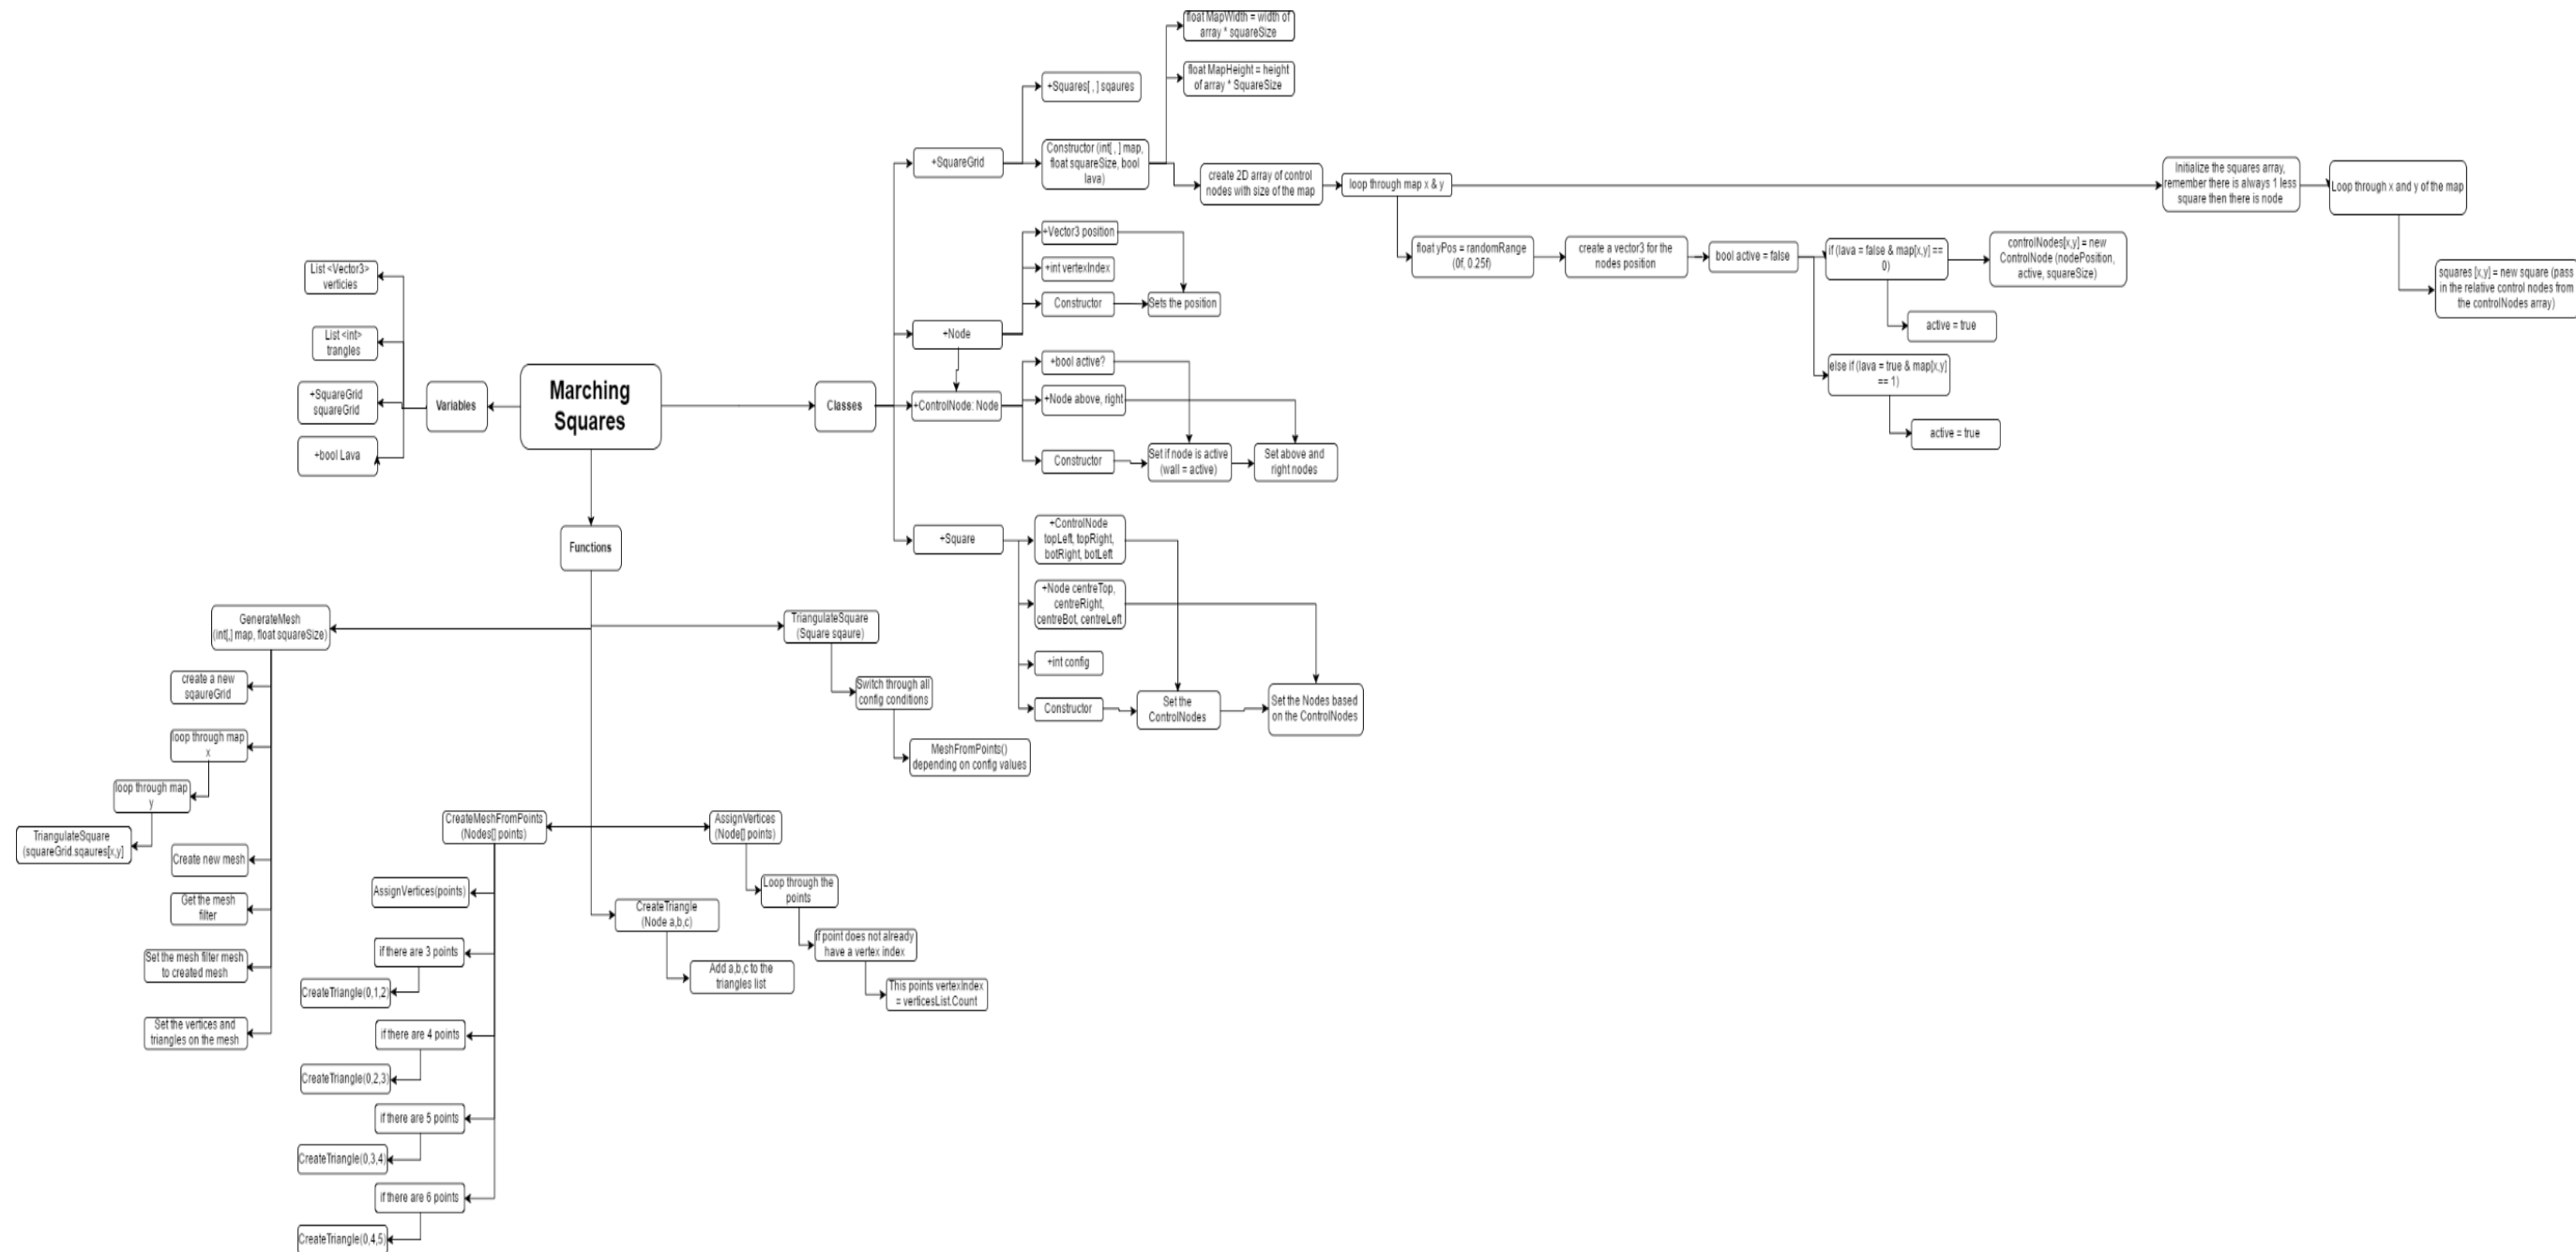 Marching
Squares
Variables
List <Vector3>
verticies
List <int>
trangles
+SquareGrid
squareGrid
+bool Lava
Classes
+SquareGrid
+Squares[ , ] sqaures
Constructor (int[ , ] map,
float squareSize, bool
lava)
float MapWidth = width of
array * squareSize
float MapHeight = height
of array * SquareSize
create 2D array of control
nodes with size of the map
loop through map x & y
float yPos = randomRange
(0f, 0.25f)
create a vector3 for the
nodes position
bool active = false
if (lava = false & map[x,y] ==
0)
controlNodes[x,y] = new
ControlNode (nodePosition,
active, squareSize)
active = true
else if (lava = true & map[x,y]
== 1)
active = true
Initialize the squares array,
remember there is always 1 less
square then there is node
Loop through x and y of the map
squares [x,y] = new square (pass
in the relative control nodes from
the controlNodes array)
+Node
+Vector3 position
+int vertexIndex
Constructor
Sets the position
+ControlNode: Node
+bool active?
+Node above, right
Constructor
Set if node is active
(wall = active)
Set above and
right nodes
+Square
+ControlNode
topLeft, topRight,
botRight, botLeft
+Node centreTop,
centreRight,
centreBot, centreLeft
+int config
Constructor
Set the
ControlNodes
Set the Nodes based
on the ControlNodes
Functions
GenerateMesh
(int[,] map, float squareSize)
create a new
sqaureGrid
loop through map
x
loop through map
y
TriangulateSquare
(squareGrid.sqaures[x,y]
Create new mesh
Get the mesh
filter
Set the mesh filter mesh
to created mesh
Set the vertices and
triangles on the mesh
TriangulateSquare
(Square sqaure)
Switch through all
config conditions
MeshFromPoints()
depending on config values
CreateMeshFromPoints
(Nodes[] points)
AssignVertices(points)
if there are 3 points
CreateTriangle(0,1,2)
if there are 4 points
CreateTriangle(0,2,3)
if there are 5 points
CreateTriangle(0,3,4)
if there are 6 points
CreateTriangle(0,4,5)
AssignVertices
(Node[] points)
Loop through the
points
if point does not already
have a vertex index
This points vertexIndex
= verticesList.Count
CreateTriangle
(Node a,b,c)
Add a,b,c to the
triangles list